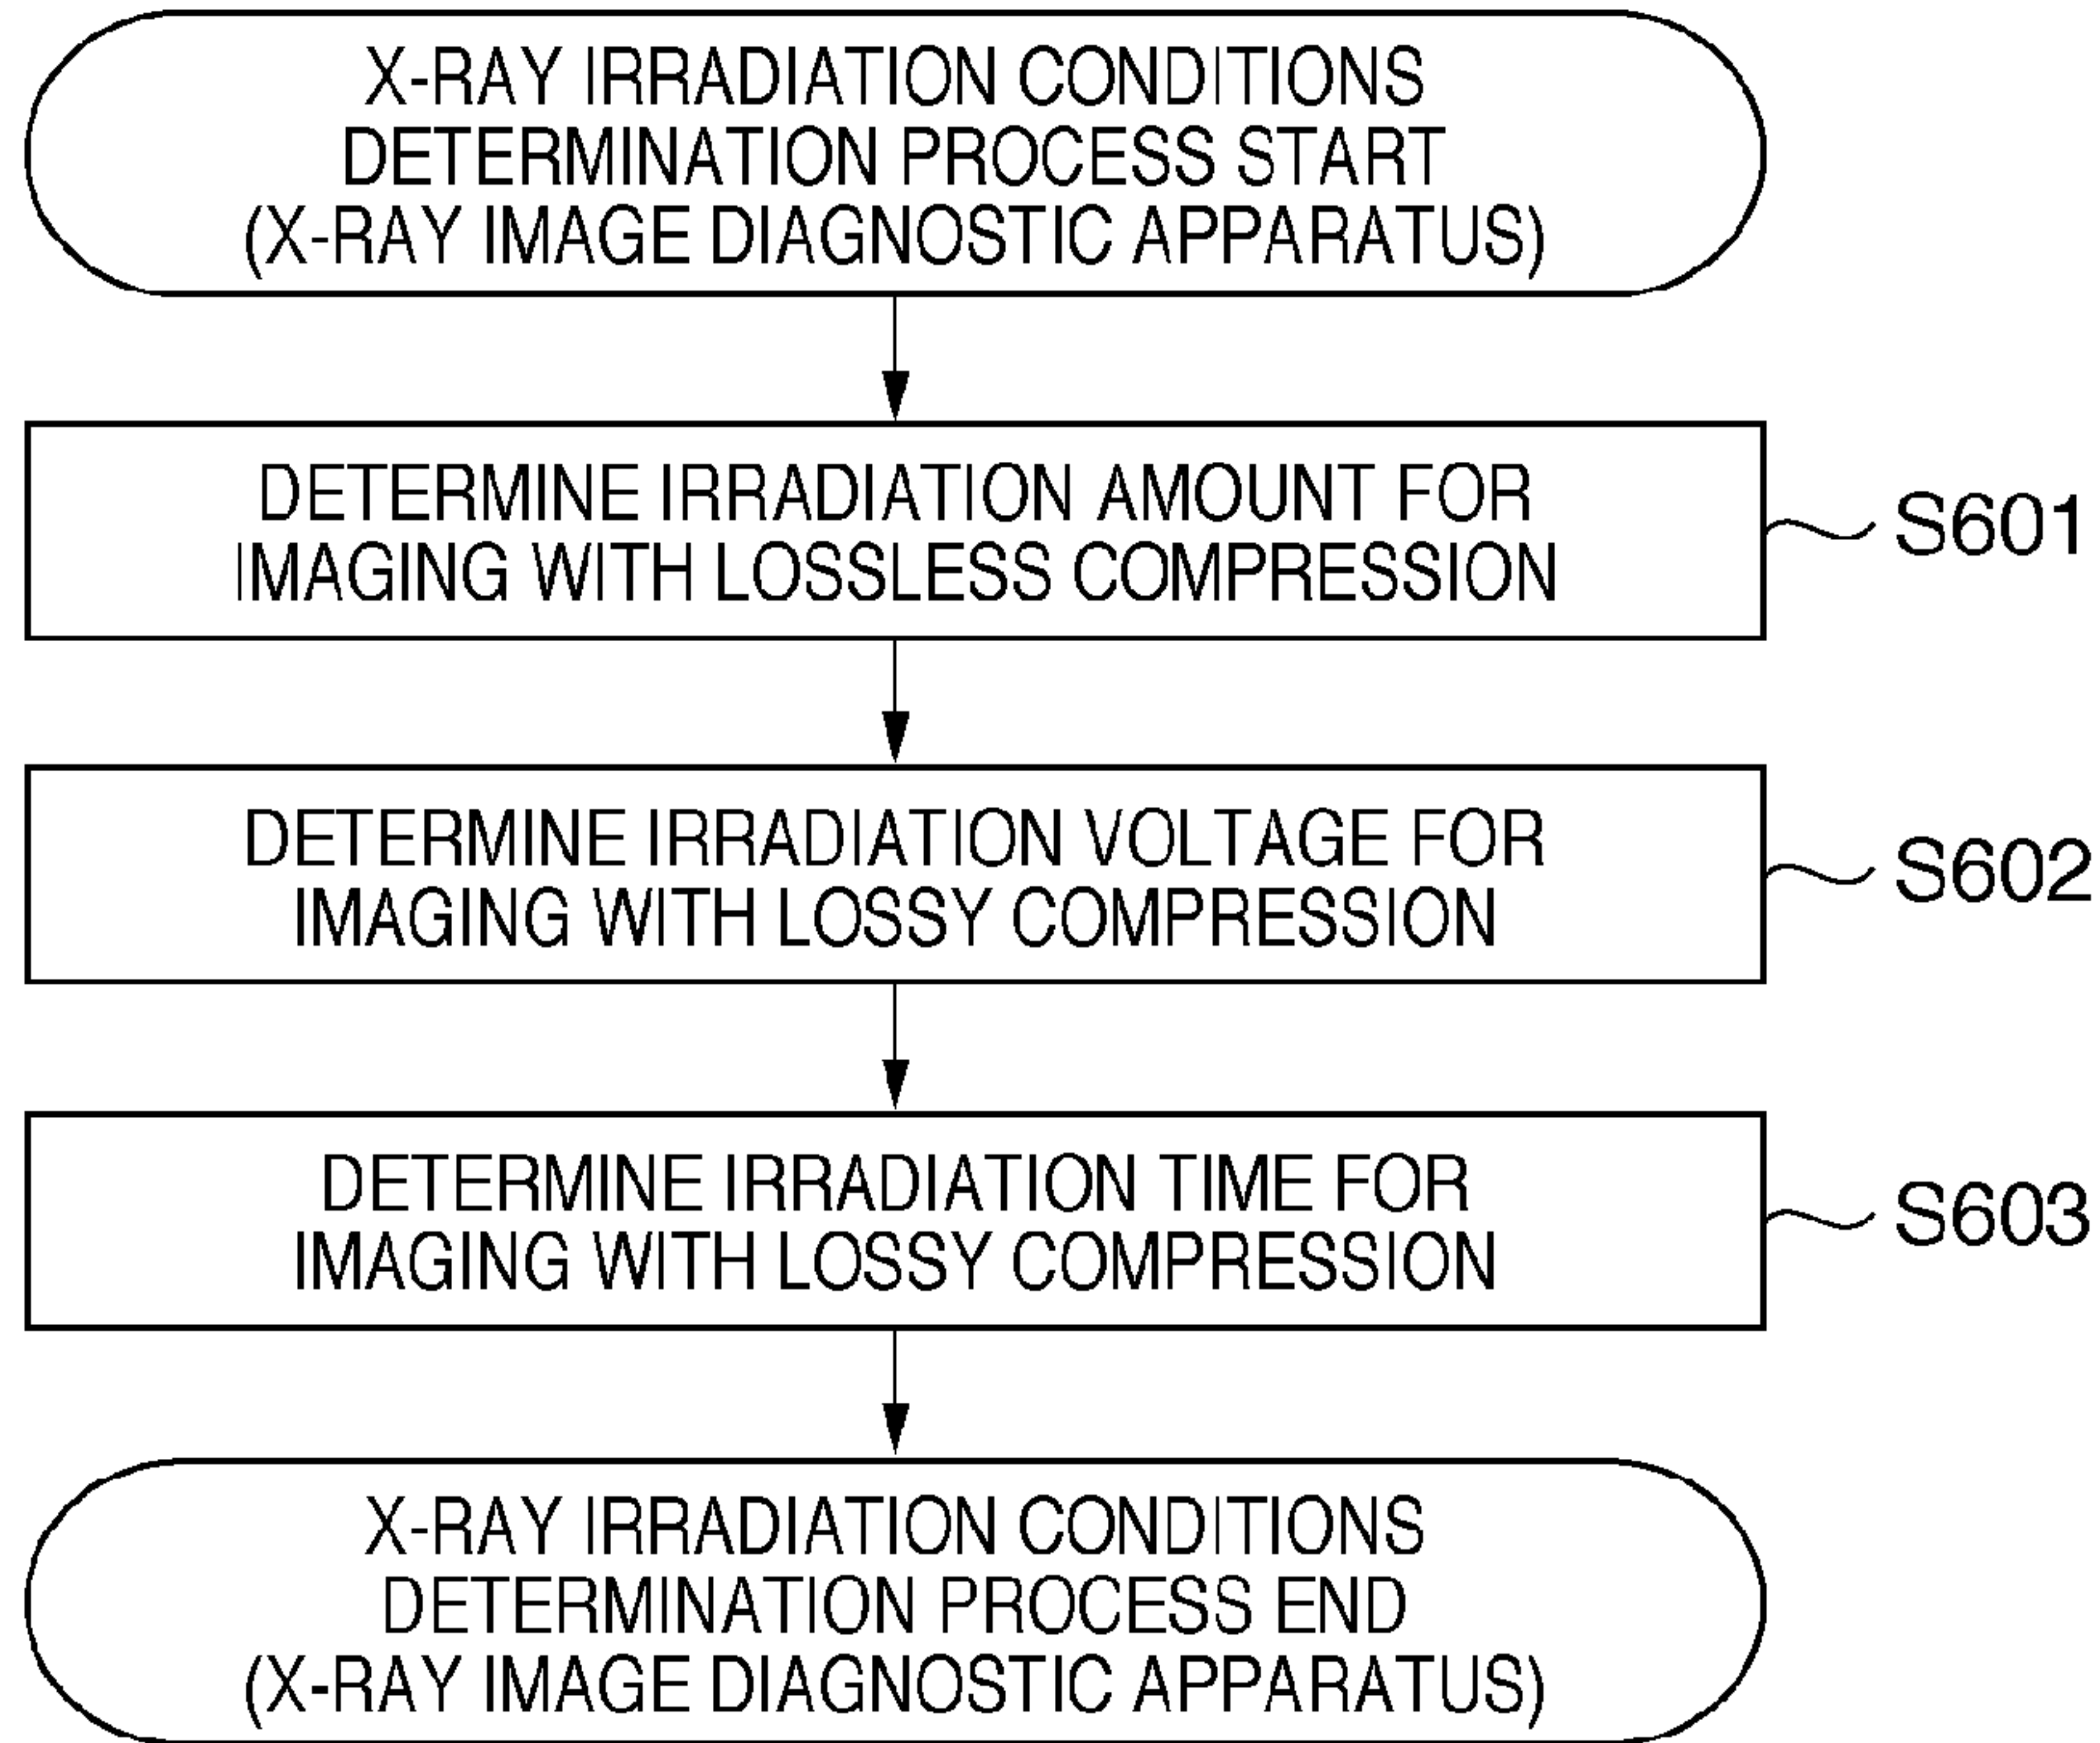 X-RAY IRRADIATION CONDITIONS
DETERMINATION PROCESS START
(X-RAY IMAGE DIAGNOSTIC APPARATUS)
DETERMINE IRRADIATION AMOUNT FOR
IMAGING WITH LOSSLESS COMPRESSION
S601
DETERMINE IRRADIATION VOLTAGE FOR
IMAGING WITH LOSSY COMPRESSION
S602
DETERMINE IRRADIATION TIME FOR
IMAGING WITH LOSSY COMPRESSION
S603
X-RAY IRRADIATION CONDITIONS
DETERMINATION PROCESS END
(X-RAY IMAGE DIAGNOSTIC APPARATUS)